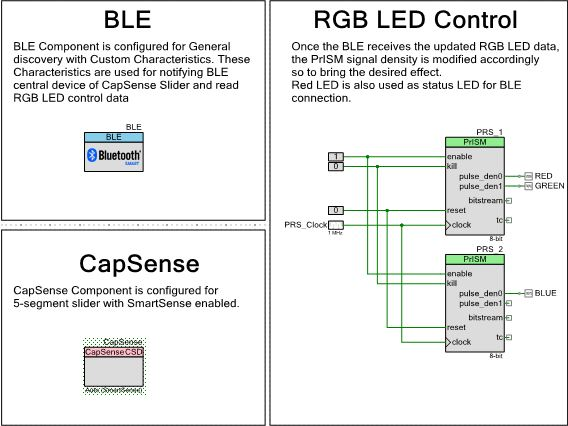 BLE
BLE Component is configured for General
discovery with Custom Characteristics. These
Characteristics are used for notifying BLE
central device of CapSense Slider and read
RGB LED control data
BLE
BLE
Bluetooth
SMART
CapSense
CapSense Component is configured for
5-segment slider with SmartSense enabled.
CapSense
CapSense CSD
Auto (SmartSense)
RGB LED Control
Once the BLE receives the updated RGB LED data,
the PrISM signal density is modified accordingly
so to bring the desired effect.
Red LED is also used as status LED for BLE
connection.
PRS_1
PrISM
1
enable
0
kill
pulse_den0
RED
pulse_den1
GREEN
bitstream
0
reset
tc
PRS_Clock
clock
1 MHz
8-bit
PRS_2
PrISM
enable
kill
pulse_den0
BLUE
pulse_den1
bitstream
reset
tc
clock
8-bit